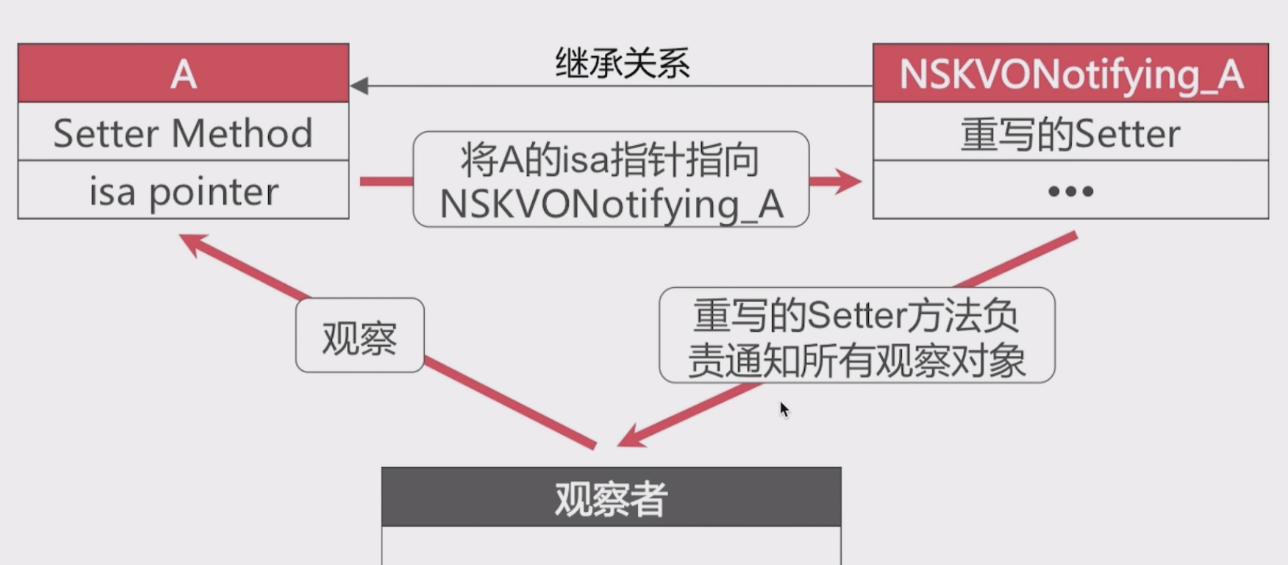 继承关系
A
NSKVONotifying_A
Setter Method
重写的Setter
isa pointer
•••
将A的isa指针指向
NSKVONotifying_A
观察
重写的Setter方法负
责通知所有观察对象
观察者